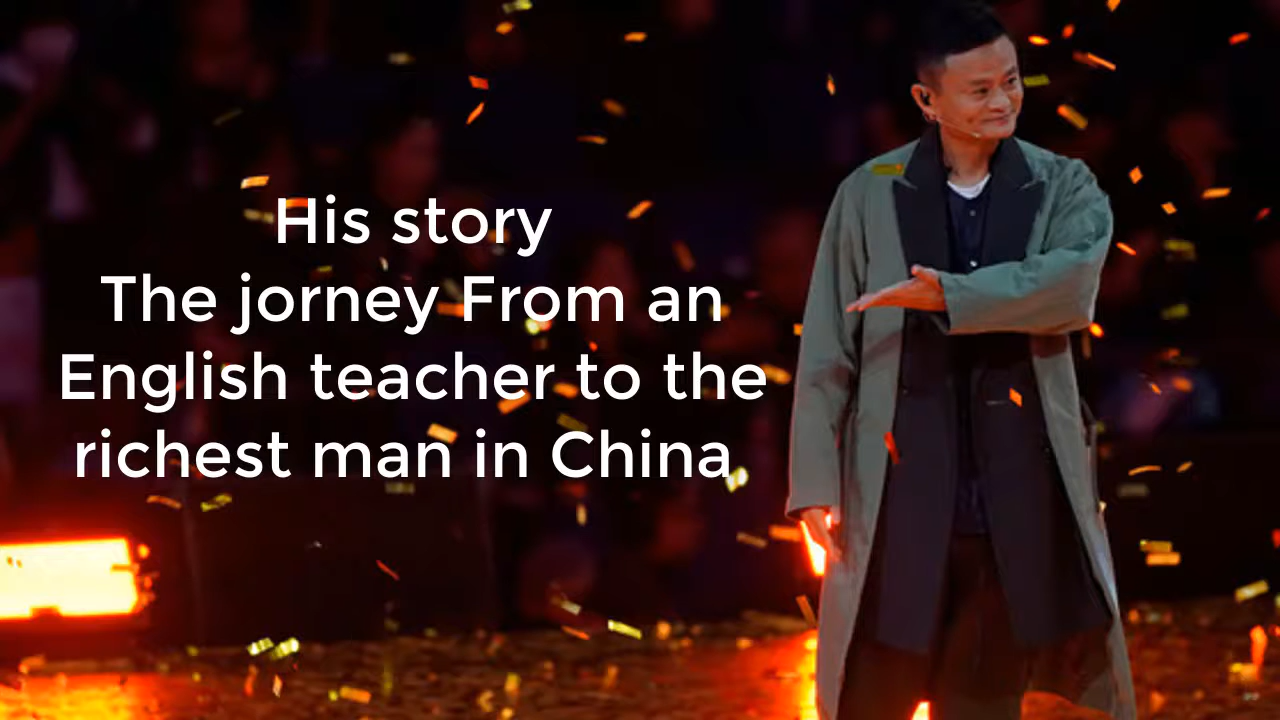 His story
The jorney From an
English teacher to the
richest man in China